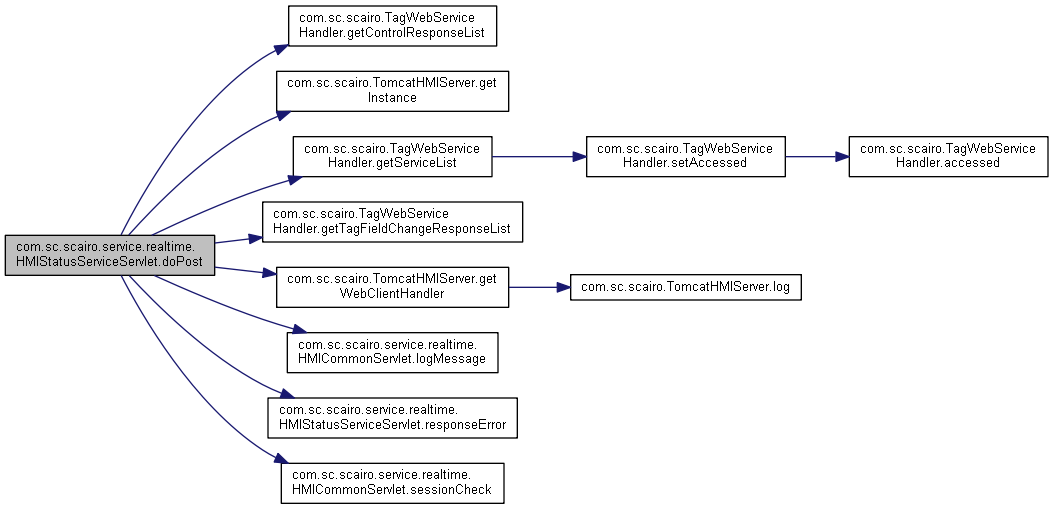 com.sc.scairo.TagWebService
Handler.getControlResponseList
com.sc.scairo.TomcatHMIServer.get
Instance
com.sc.scairo.TagWebService
Handler.getServiceList
com.sc.scairo.TagWebService
Handler.setAccessed
com.sc.scairo.TagWebService
Handler.accessed
com.sc.scairo.TagWebService
Handler.getTagFieldChangeResponseList
com.sc.scairo.service.realtime.
HMIStatusServiceServlet.doPost
com.sc.scairo.TomcatHMIServer.get
WebClientHandler
com.sc.scairo.TomcatHMIServer.log
com.sc.scairo.service.realtime.
HMICommonServlet.logMessage
com.sc.scairo.service.realtime.
HMIStatusServiceServlet.responseError
com.sc.scairo.service.realtime.
HMICommonServlet.sessionCheck